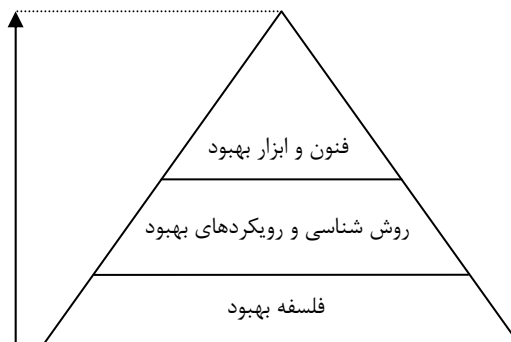 فنون و ابزار بهبود
روش شناسی و رویکردهای بهبود
فلسفه بهبود